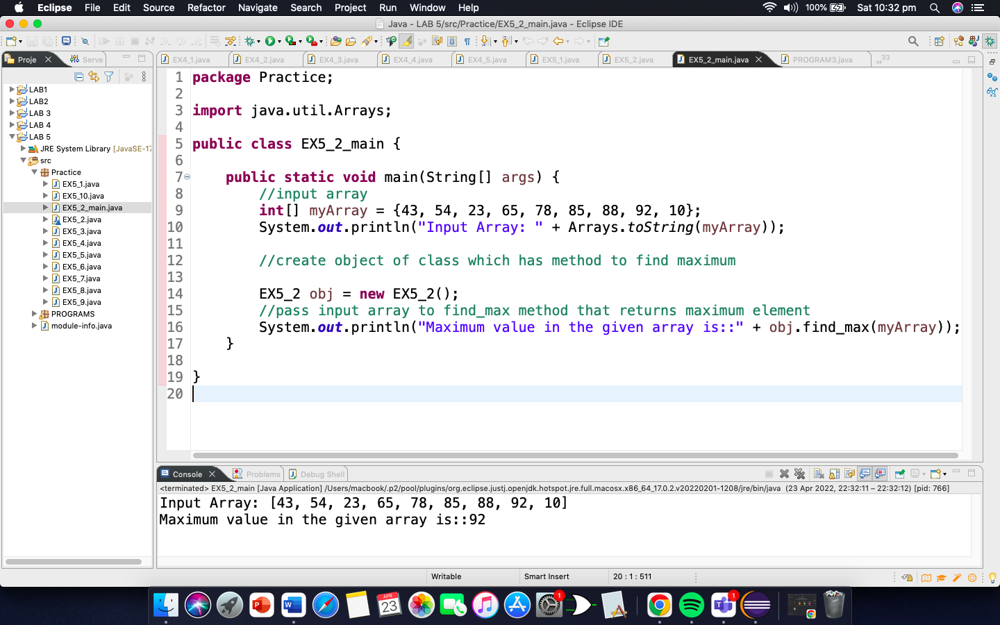 Eclipse File Edit Source Refactor Navigate Search Project Run Window Help 100% Sat 10:32 pm
Java - LAB 5/src/Practice/EX5_2_main.java - Eclipse IDE
Proje Serve EX4_1.java EX4_2.java EX4_3.java EX4_4.java EX4_5.java EX5_1.java EX5_2.java EX5_2_main.java PROGRAM3.java »33
LAB1
LAB2
LAB 3
LAB 4
LAB 5
JRE System Library [JavaSE-17
src
Practice
EX5_1.java
EX5_10.java
EX5_2_main.java
EX5_2.java
EX5_3.java
EX5_4.java
EX5_5.java
EX5_6.java
EX5_7.java
EX5_8.java
EX5_9.java
PROGRAMS
module-info.java
1 package Practice;
2
3 import java.util.Arrays;
4
5 public class EX5_2_main {
6
7 public static void main(String[] args) {
8 //input array
9 int[] myArray = {43, 54, 23, 65, 78, 85, 88, 92, 10};
10 System.out.println("Input Array: " + Arrays.toString(myArray));
11
12 //create object of class which has method to find maximum
13
14 EX5_2 obj = new EX5_2();
15 //pass input array to find_max method that returns maximum element
16 System.out.println("Maximum value in the given array is::" + obj.find_max(myArray));
17 }
18
19 }
20
Console Problems Debug Shell
<terminated> EX5_2_main [Java Application] /Users/macbook/.p2/pool/plugins/org.eclipse.justj.openjdk.hotspot.jre.full.macosx.x86_64_17.0.2.v20220201-1208/jre/bin/java (23 Apr 2022, 22:32:11 – 22:32:12) [pid: 766]
Input Array: [43, 54, 23, 65, 78, 85, 88, 92, 10]
Maximum value in the given array is::92
Writable Smart Insert 20 : 1 : 511
APR
23
1
1